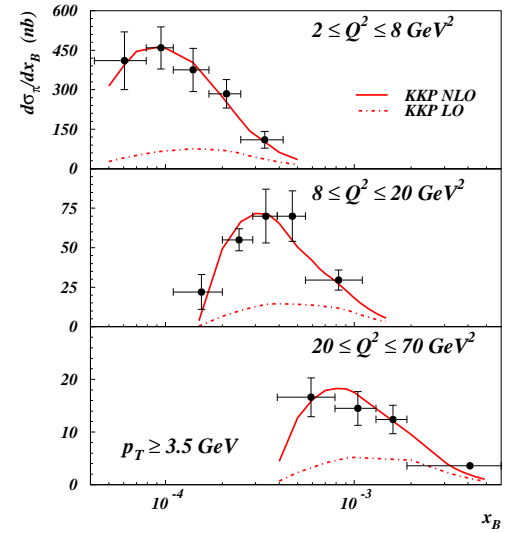 dσπ/dxB (nb)
600
450
300
150
0
2 ≤ Q² ≤ 8 GeV²
KKP NLO
KKP LO
75
50
25
0
8 ≤ Q² ≤ 20 GeV²
20
10
0
20 ≤ Q² ≤ 70 GeV²
pT ≥ 3.5 GeV
10⁻⁴ 10⁻³
xB